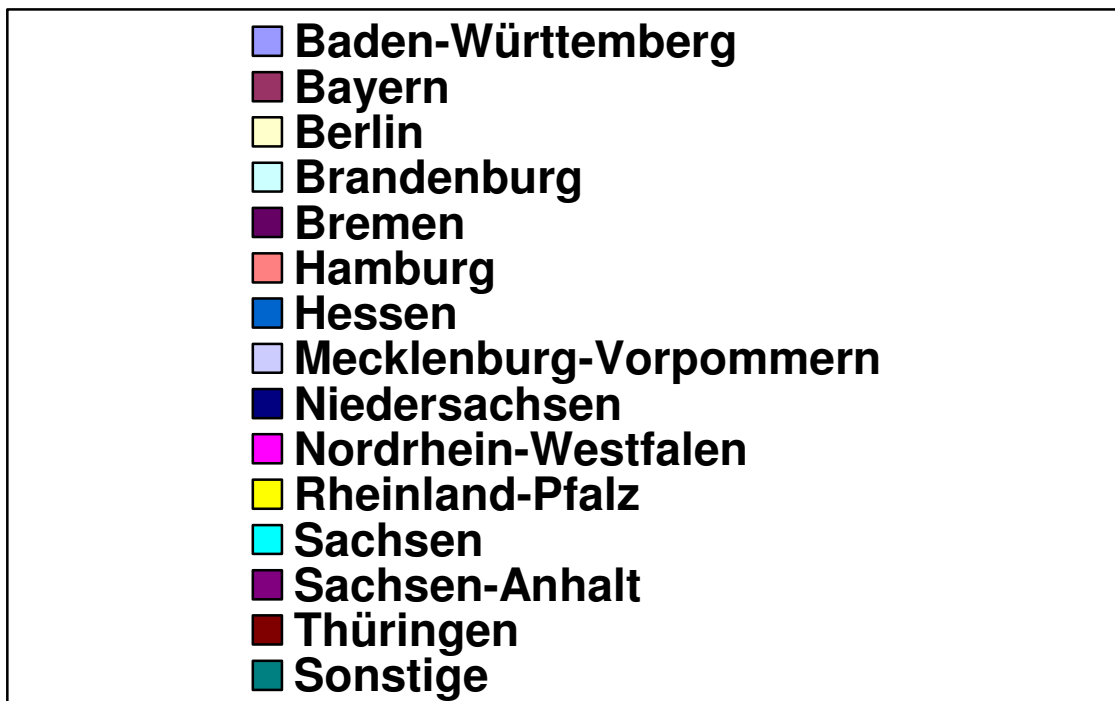 Baden-Württemberg
Bayern
Berlin
Brandenburg
Bremen
Hamburg
Hessen
Mecklenburg-Vorpommern
Niedersachsen
Nordrhein-Westfalen
Rheinland-Pfalz
Sachsen
Sachsen-Anhalt
Thüringen
Sonstige